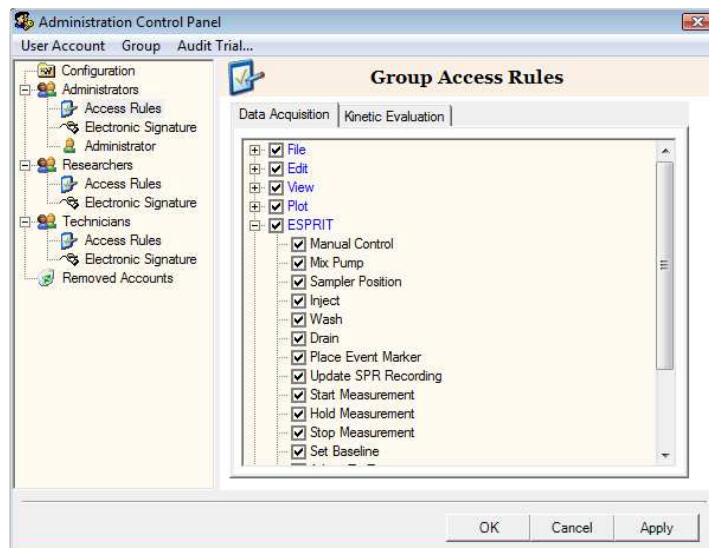 Administration Control Panel
User Account Group Audit Trial...
Configuration
Administrators
Access Rules
Electronic Signature
Administrator
Researchers
Access Rules
Electronic Signature
Technicians
Access Rules
Electronic Signature
Removed Accounts
Group Access Rules
Data Acquisition Kinetic Evaluation
File
Edit
View
Plot
ESPRIT
Manual Control
Mix Pump
Sampler Position
Inject
Wash
Drain
Place Event Marker
Update SPR Recording
Start Measurement
Hold Measurement
Stop Measurement
Set Baseline
OK Cancel Apply